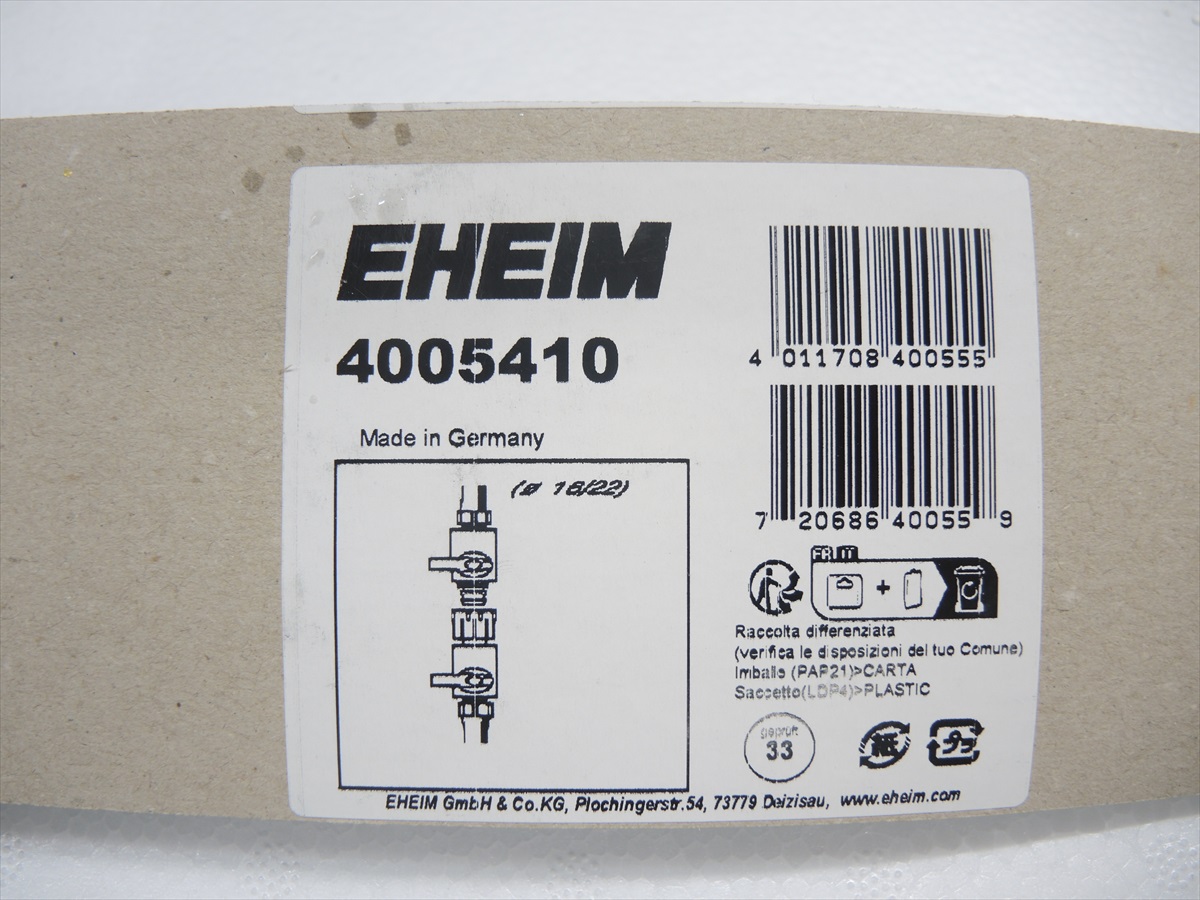 EHEIM
4005410
Made in Germany
(ø 16/22)
4 011708 400555
7 20686 40055 9
FR IT
+
Raccolta differenziata
(verifica le disposizioni del tuo Comune)
Imballo (PAP21)>CARTA
Saccetto(LDP4)>PLASTIC
geprüft
33
EHEIM GmbH & Co.KG, Plochingerstr.54, 73779 Deizisau, www.eheim.com